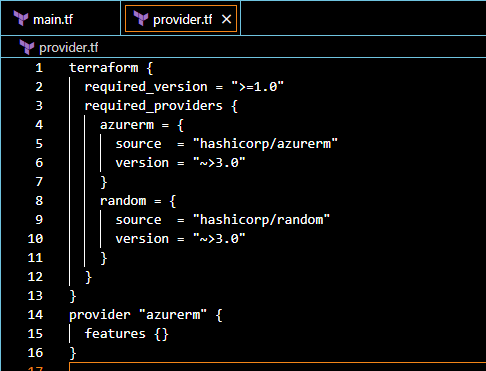 main.tf
provider.tf
provider.tf
1 terraform {
2   required_version = ">=1.0"
3   required_providers {
4     azurerm = {
5       source  = "hashicorp/azurerm"
6       version = "~>3.0"
7     }
8     random = {
9       source  = "hashicorp/random"
10       version = "~>3.0"
11     }
12   }
13 }
14 provider "azurerm" {
15   features {}
16 }
17